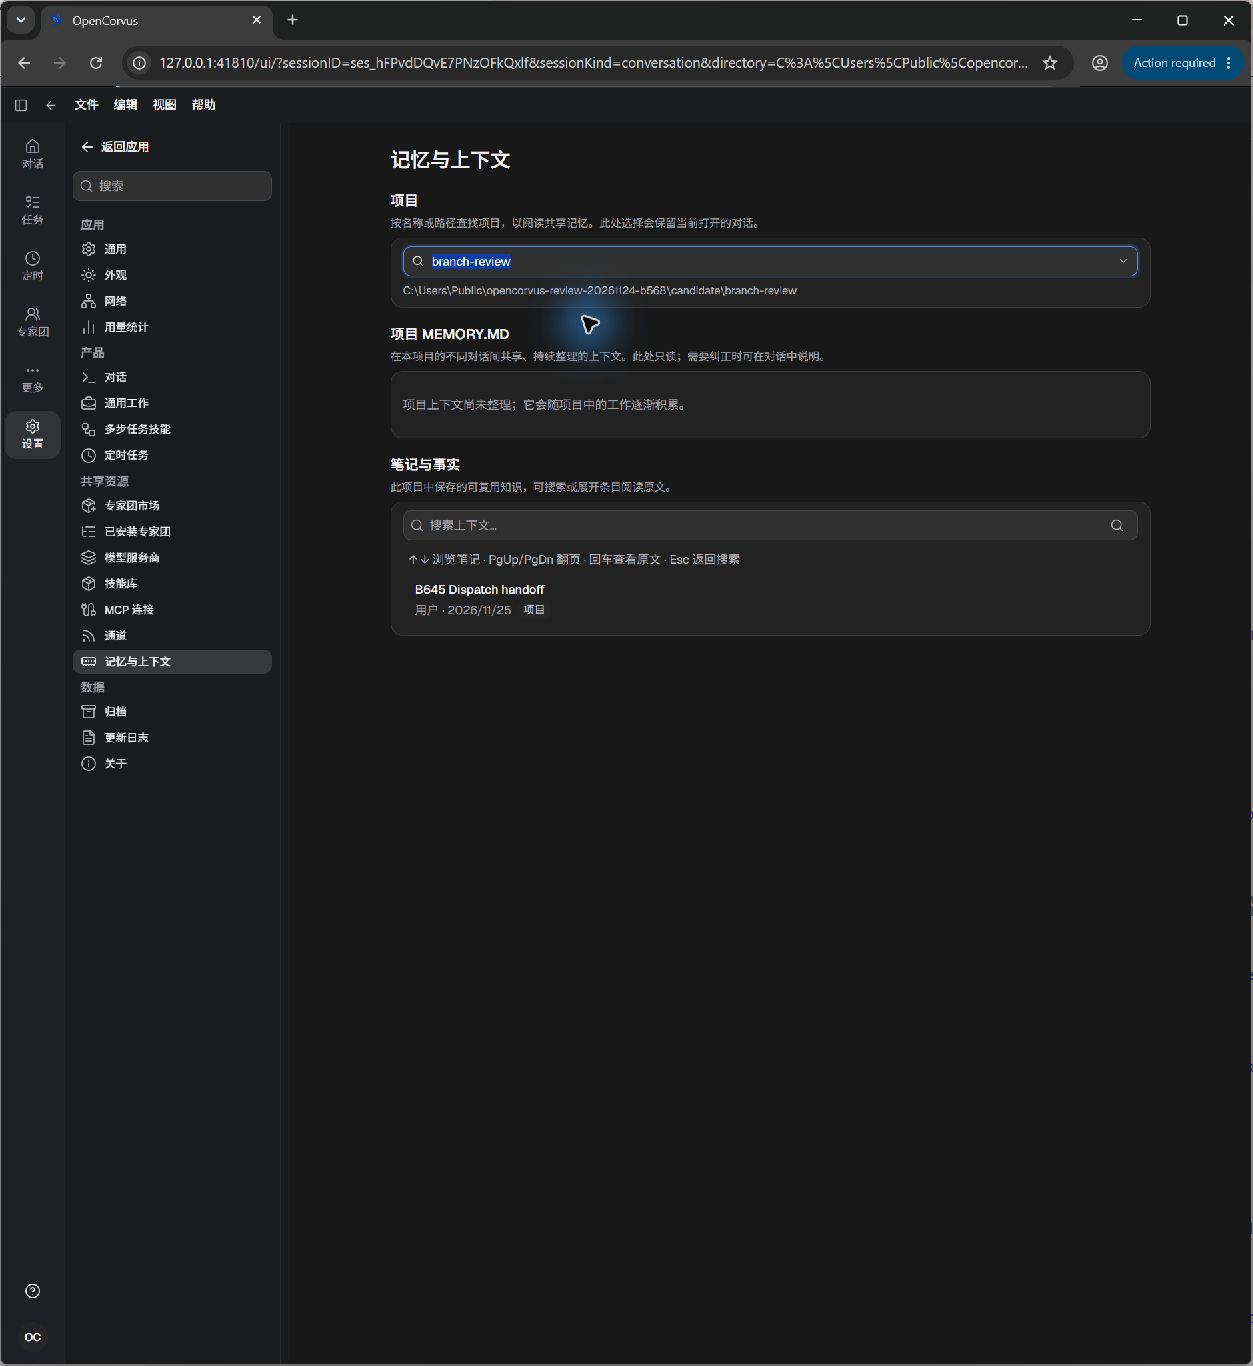 OpenCorvus
127.0.0.1:41810/ui/?sessionID=ses_hFPvdDQvE7PNzOFkQxlf&sessionKind=conversation&directory=C%3A%5CUsers%5CPublic%5Copencor...
Action required
文件 编辑 视图 帮助
对话
任务
定时
专家团
更多
设置
OC
返回应用
搜索
应用
通用
外观
网络
用量统计
产品
对话
通用工作
多步任务技能
定时任务
共享资源
专家团市场
已安装专家团
模型服务商
技能库
MCP 连接
通道
记忆与上下文
数据
归档
更新日志
关于
记忆与上下文
项目
按名称或路径查找项目，以阅读共享记忆。此处选择会保留当前打开的对话。
branch-review
C:\Users\Public\opencorvus-review-20261124-b568\candidate\branch-review
项目 MEMORY.MD
在本项目的不同对话间共享、持续整理的上下文。此处只读；需要纠正时可在对话中说明。
项目上下文尚未整理；它会随项目中的工作逐渐积累。
笔记与事实
此项目中保存的可复用知识，可搜索或展开条目阅读原文。
搜索上下文...
↑↓浏览笔记 · PgUp/PgDn 翻页 · 回车查看原文 · Esc 返回搜索
B645 Dispatch handoff
用户 · 2026/11/25 项目